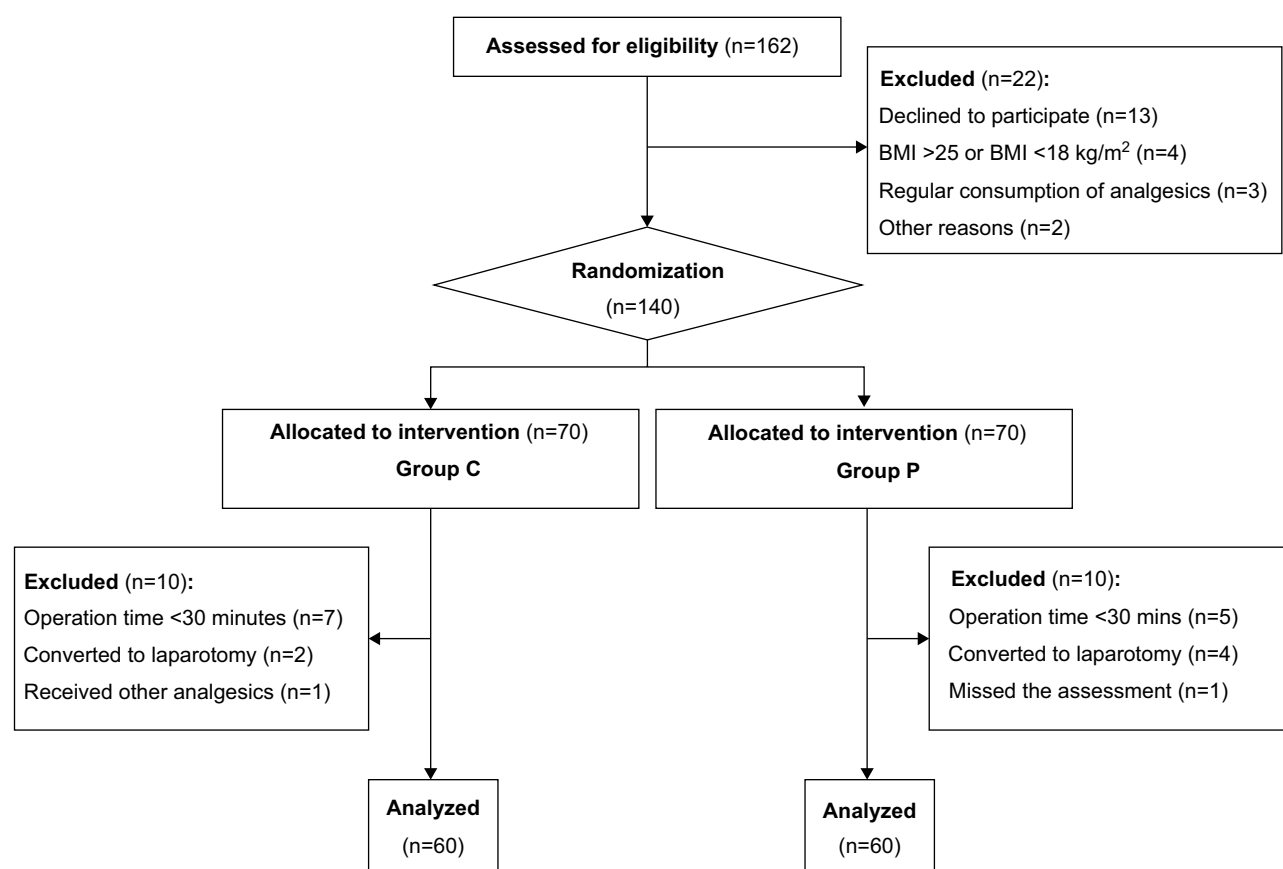 Assessed for eligibility (n=162)
Excluded (n=22):
Declined to participate (n=13)
BMI >25 or BMI <18 kg/m² (n=4)
Regular consumption of analgesics (n=3)
Other reasons (n=2)
Randomization
(n=140)
Allocated to intervention (n=70)
Group C
Allocated to intervention (n=70)
Group P
Excluded (n=10):
Operation time <30 minutes (n=7)
Converted to laparotomy (n=2)
Received other analgesics (n=1)
Excluded (n=10):
Operation time <30 mins (n=5)
Converted to laparotomy (n=4)
Missed the assessment (n=1)
Analyzed
(n=60)
Analyzed
(n=60)